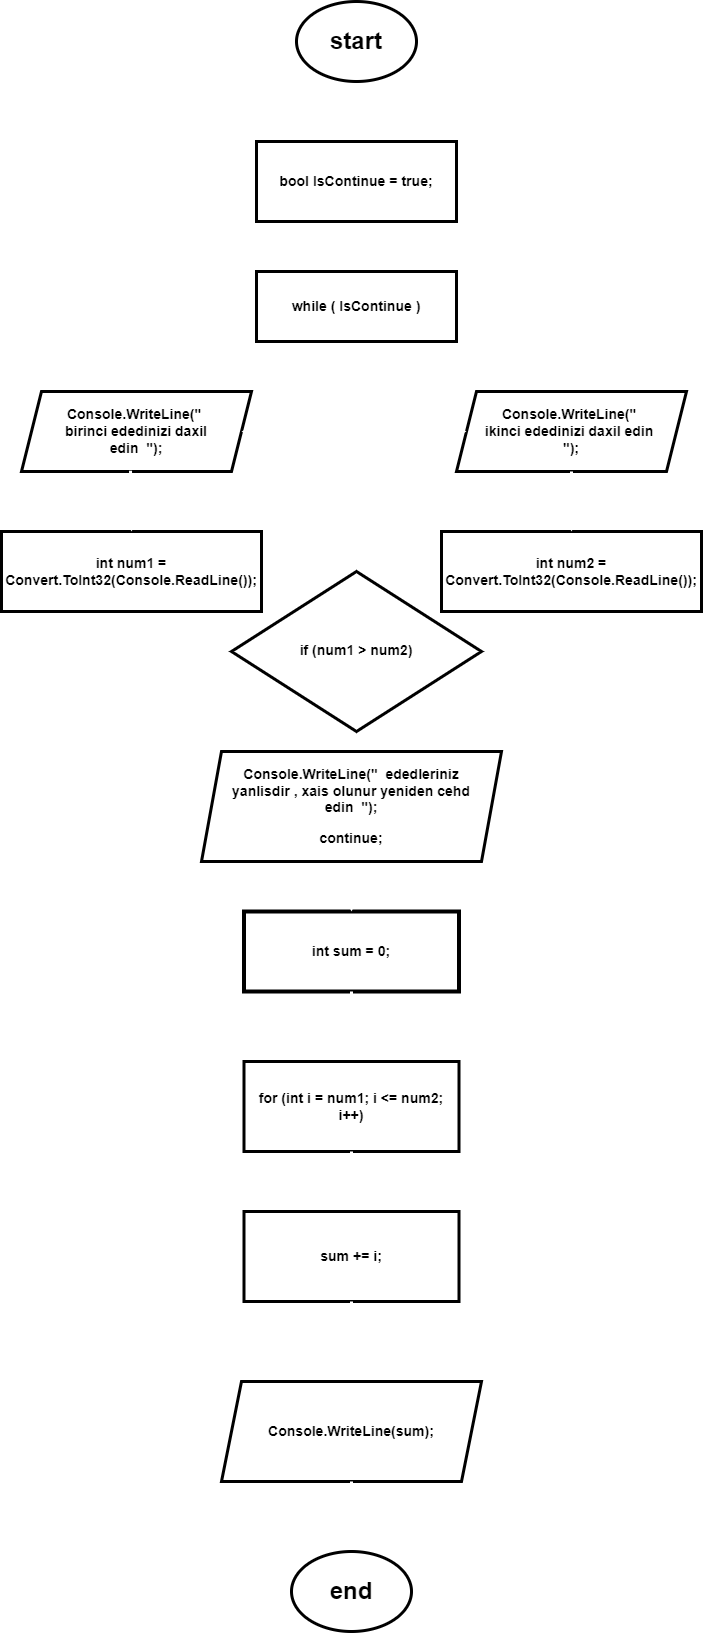 start
bool IsContinue = true;
while ( IsContinue )
Console.WriteLine("
birinci ededinizi daxil
edin  ");
Console.WriteLine("
ikinci ededinizi daxil edin
");
int num1 =
Convert.ToInt32(Console.ReadLine());
int num2 =
Convert.ToInt32(Console.ReadLine());
if (num1 > num2)
Console.WriteLine("  ededleriniz
yanlisdir , xais olunur yeniden cehd
edin  ");
continue;
int sum = 0;
for (int i = num1; i <= num2;
i++)
sum += i;
Console.WriteLine(sum);
end